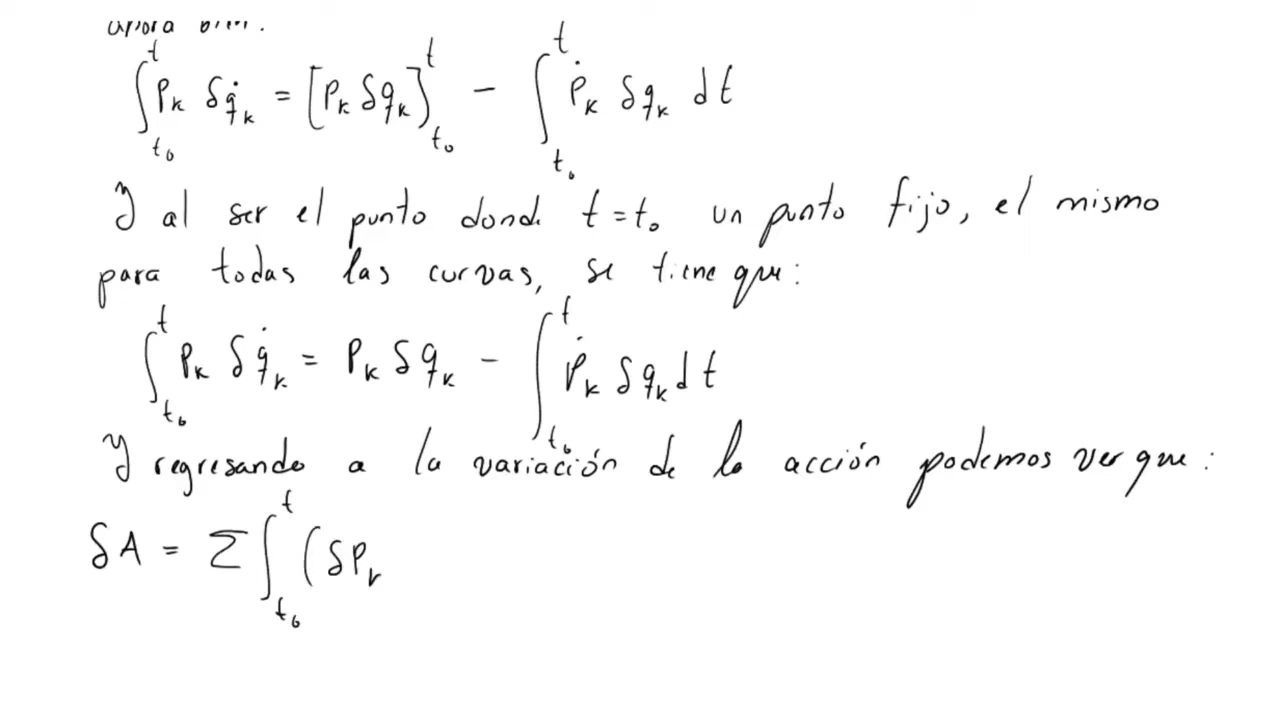 ∫_{t₀}^{t} P_k δq̇_k = [P_k δq_k]_{t₀}^{t} - ∫_{t₀}^{t} Ṗ_k δq_k dt
Y al ser el punto donde t = t₀ un punto fijo, el mismo
para todas las curvas, se tiene que:
∫_{t₀}^{t} P_k δq̇_k = P_k δq_k - ∫_{t₀}^{t} Ṗ_k δq_k dt
Y regresando a la variación de la acción podemos ver que:
δA = Σ ∫_{t₀}^{t} (δP_k